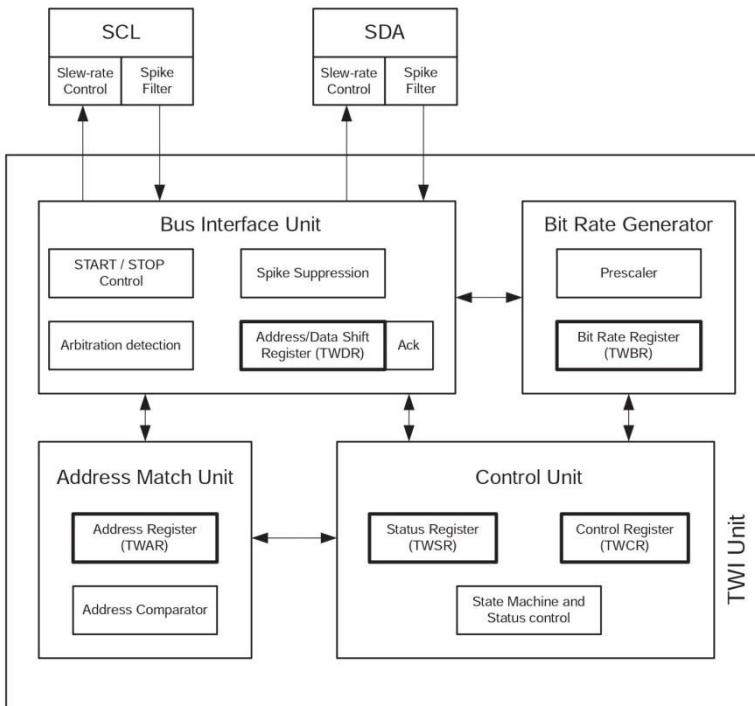 SCL
SDA
Slew-rate
Control
Spike
Filter
Slew-rate
Control
Spike
Filter
Bus Interface Unit
Bit Rate Generator
START / STOP
Control
Spike Suppression
Prescaler
Arbitration detection
Address/Data Shift
Register (TWDR)
Ack
Bit Rate Register
(TWBR)
Address Match Unit
Control Unit
Address Register
(TWAR)
Status Register
(TWSR)
Control Register
(TWCR)
Address Comparator
State Machine and
Status control
TWI Unit